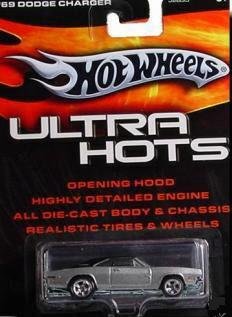 '69 DODGE CHARGER
HOT WHEELS
ULTRA
HOTS
OPENING HOOD
HIGHLY DETAILED ENGINE
ALL DIE-CAST BODY & CHASSIS
REALISTIC TIRES & WHEELS